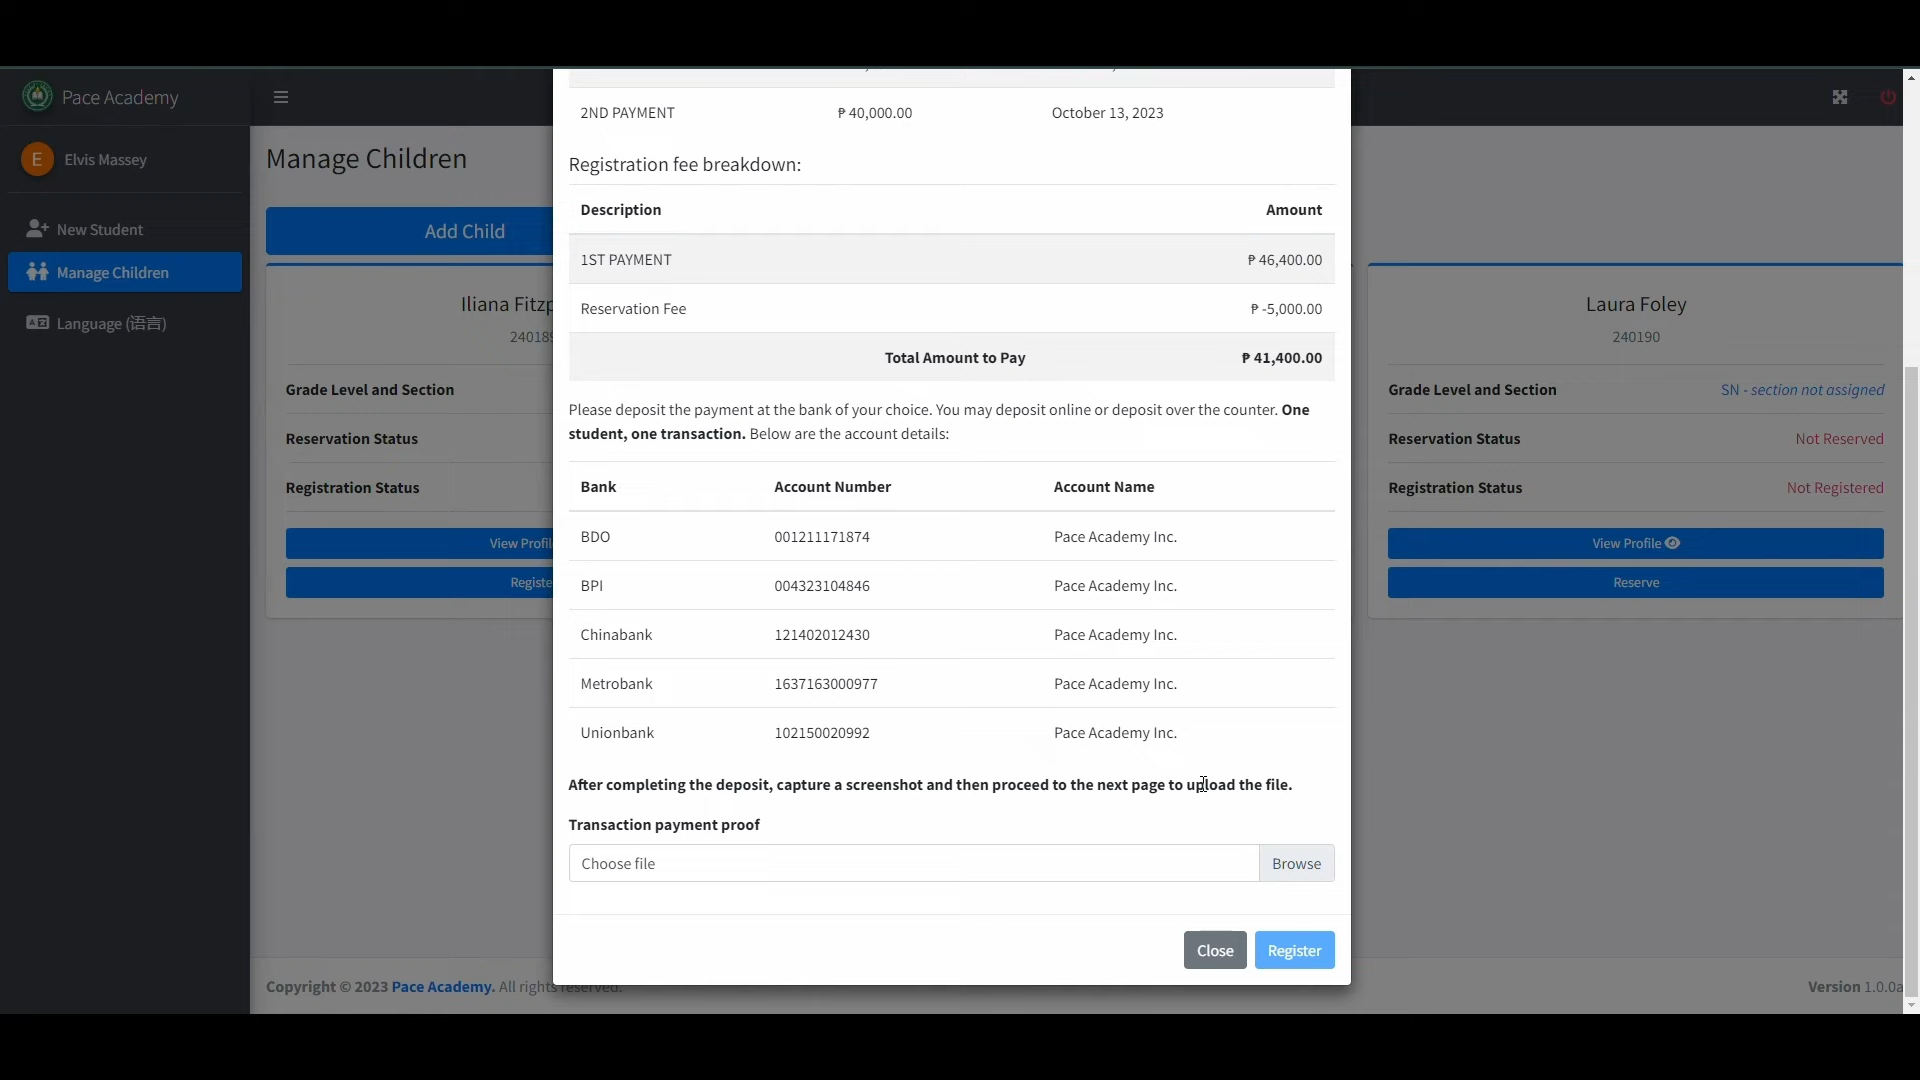 Pace Academy
E Elvis Massey
New Student
Manage Children
Language (语言)
Manage Children
Add Child
Iliana Fitzp
24018
Grade Level and Section
Reservation Status
Registration Status
View Profil
Registe
2ND PAYMENT ₱ 40,000.00 October 13, 2023
Registration fee breakdown:
Description Amount
1ST PAYMENT ₱ 46,400.00
Reservation Fee ₱ -5,000.00
Total Amount to Pay ₱ 41,400.00
Please deposit the payment at the bank of your choice. You may deposit online or deposit over the counter. One
student, one transaction. Below are the account details:
Bank Account Number Account Name
BDO 001211171874 Pace Academy Inc.
BPI 004323104846 Pace Academy Inc.
Chinabank 121402012430 Pace Academy Inc.
Metrobank 1637163000977 Pace Academy Inc.
Unionbank 102150020992 Pace Academy Inc.
After completing the deposit, capture a screenshot and then proceed to the next page to upload the file.
Transaction payment proof
Choose file Browse
Close Register
Laura Foley
240190
Grade Level and Section SN - section not assigned
Reservation Status Not Reserved
Registration Status Not Registered
View Profile
Reserve
Copyright © 2023 Pace Academy. All rights reserved.
Version 1.0.0a